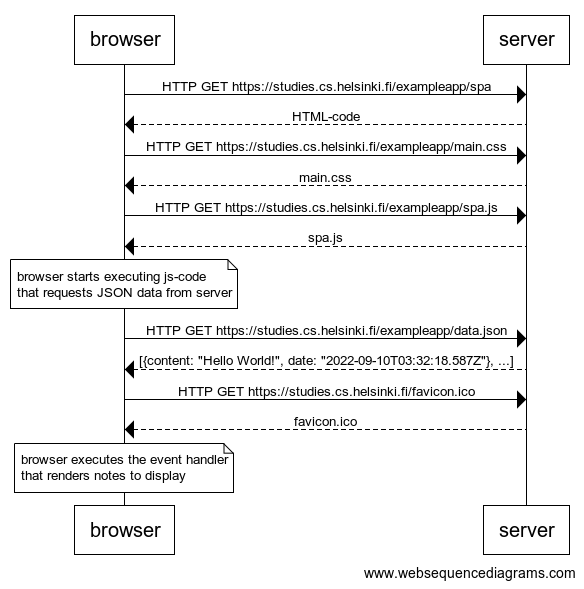 browser
server
HTTP GET https://studies.cs.helsinki.fi/exampleapp/spa
HTML-code
HTTP GET https://studies.cs.helsinki.fi/exampleapp/main.css
main.css
HTTP GET https://studies.cs.helsinki.fi/exampleapp/spa.js
spa.js
browser starts executing js-code
that requests JSON data from server
HTTP GET https://studies.cs.helsinki.fi/exampleapp/data.json
[{content: "Hello World!", date: "2022-09-10T03:32:18.587Z"}, ...]
HTTP GET https://studies.cs.helsinki.fi/favicon.ico
favicon.ico
browser executes the event handler
that renders notes to display
browser
server
www.websequencediagrams.com